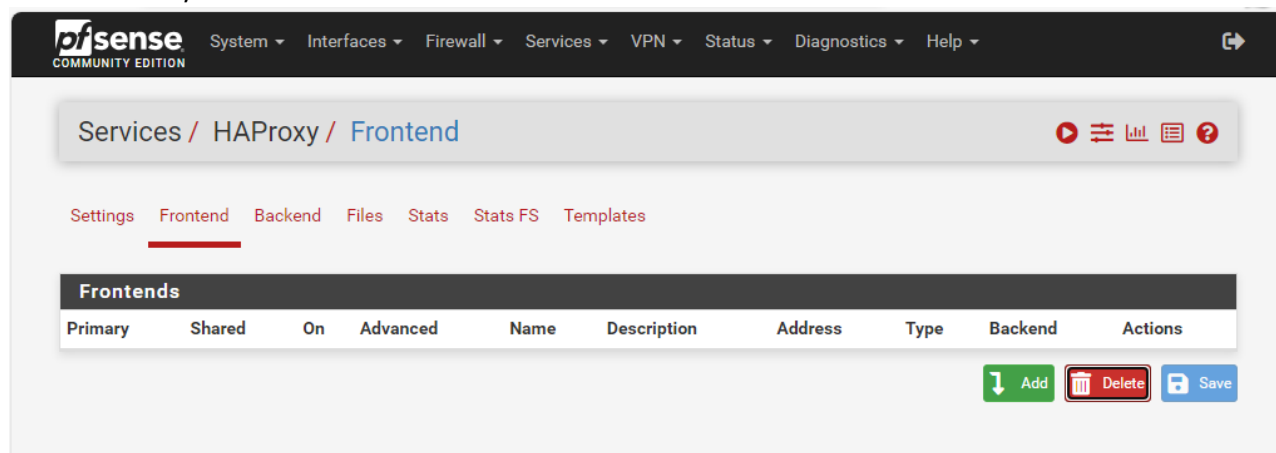 pfsense System Interfaces Firewall Services VPN Status Diagnostics Help
COMMUNITY EDITION
Services / HAProxy / Frontend
Settings Frontend Backend Files Stats Stats FS Templates
Frontends
Primary Shared On Advanced Name Description Address Type Backend Actions
Add Delete Save